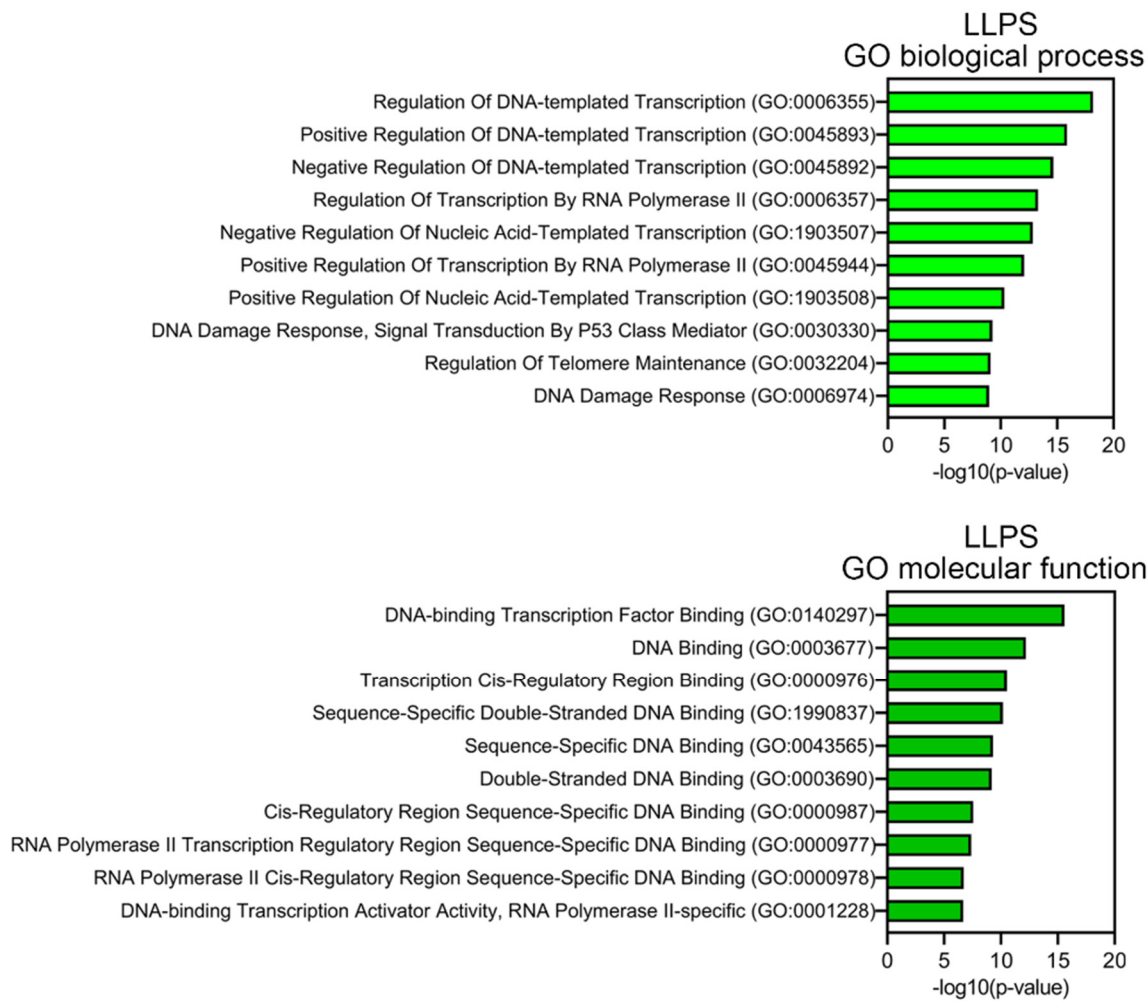 LLPS
GO biological process
Regulation Of DNA-templated Transcription (GO:0006355)
Positive Regulation Of DNA-templated Transcription (GO:0045893)
Negative Regulation Of DNA-templated Transcription (GO:0045892)
Regulation Of Transcription By RNA Polymerase II (GO:0006357)
Negative Regulation Of Nucleic Acid-Templated Transcription (GO:1903507)
Positive Regulation Of Transcription By RNA Polymerase II (GO:0045944)
Positive Regulation Of Nucleic Acid-Templated Transcription (GO:1903508)
DNA Damage Response, Signal Transduction By P53 Class Mediator (GO:0030330)
Regulation Of Telomere Maintenance (GO:0032204)
DNA Damage Response (GO:0006974)
0 5 10 15 20
-log10(p-value)
LLPS
GO molecular function
DNA-binding Transcription Factor Binding (GO:0140297)
DNA Binding (GO:0003677)
Transcription Cis-Regulatory Region Binding (GO:0000976)
Sequence-Specific Double-Stranded DNA Binding (GO:1990837)
Sequence-Specific DNA Binding (GO:0043565)
Double-Stranded DNA Binding (GO:0003690)
Cis-Regulatory Region Sequence-Specific DNA Binding (GO:0000987)
RNA Polymerase II Transcription Regulatory Region Sequence-Specific DNA Binding (GO:0000977)
RNA Polymerase II Cis-Regulatory Region Sequence-Specific DNA Binding (GO:0000978)
DNA-binding Transcription Activator Activity, RNA Polymerase II-specific (GO:0001228)
0 5 10 15 20
-log10(p-value)